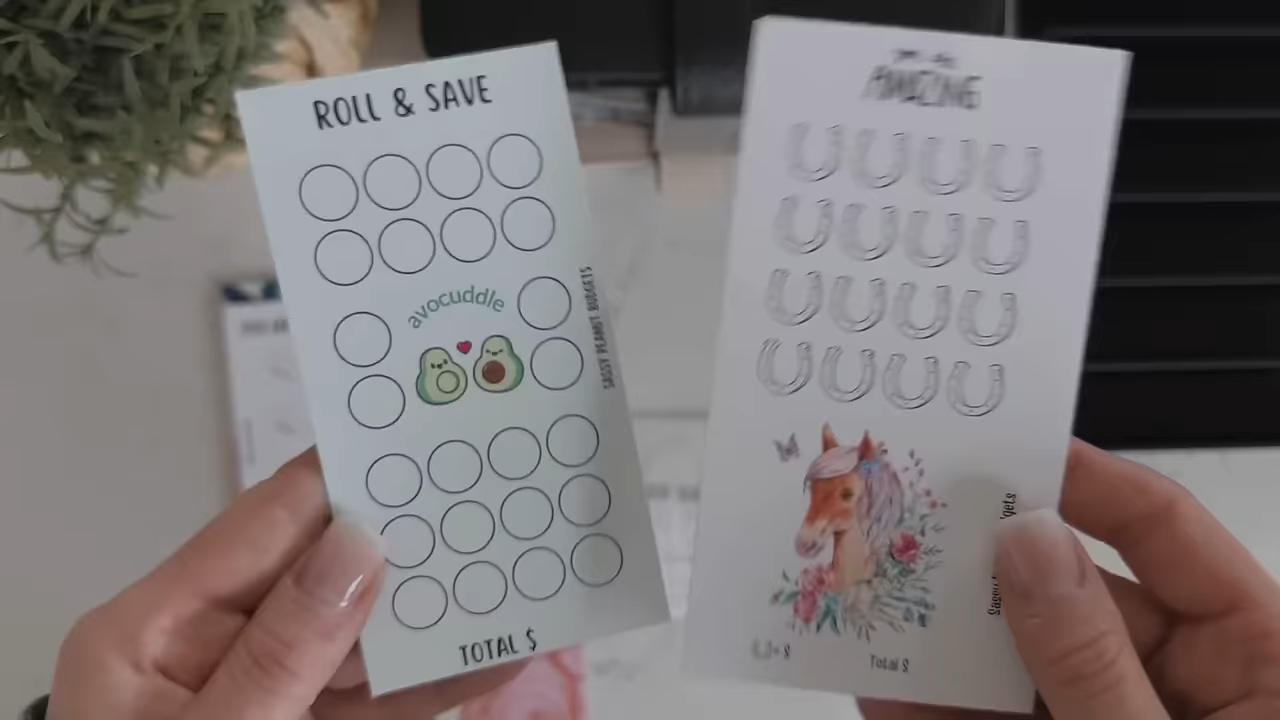 ROLL & SAVE
avocuddle
SASSY PEANUT BUDGETS
TOTAL $
AMAZING
= $
Total $